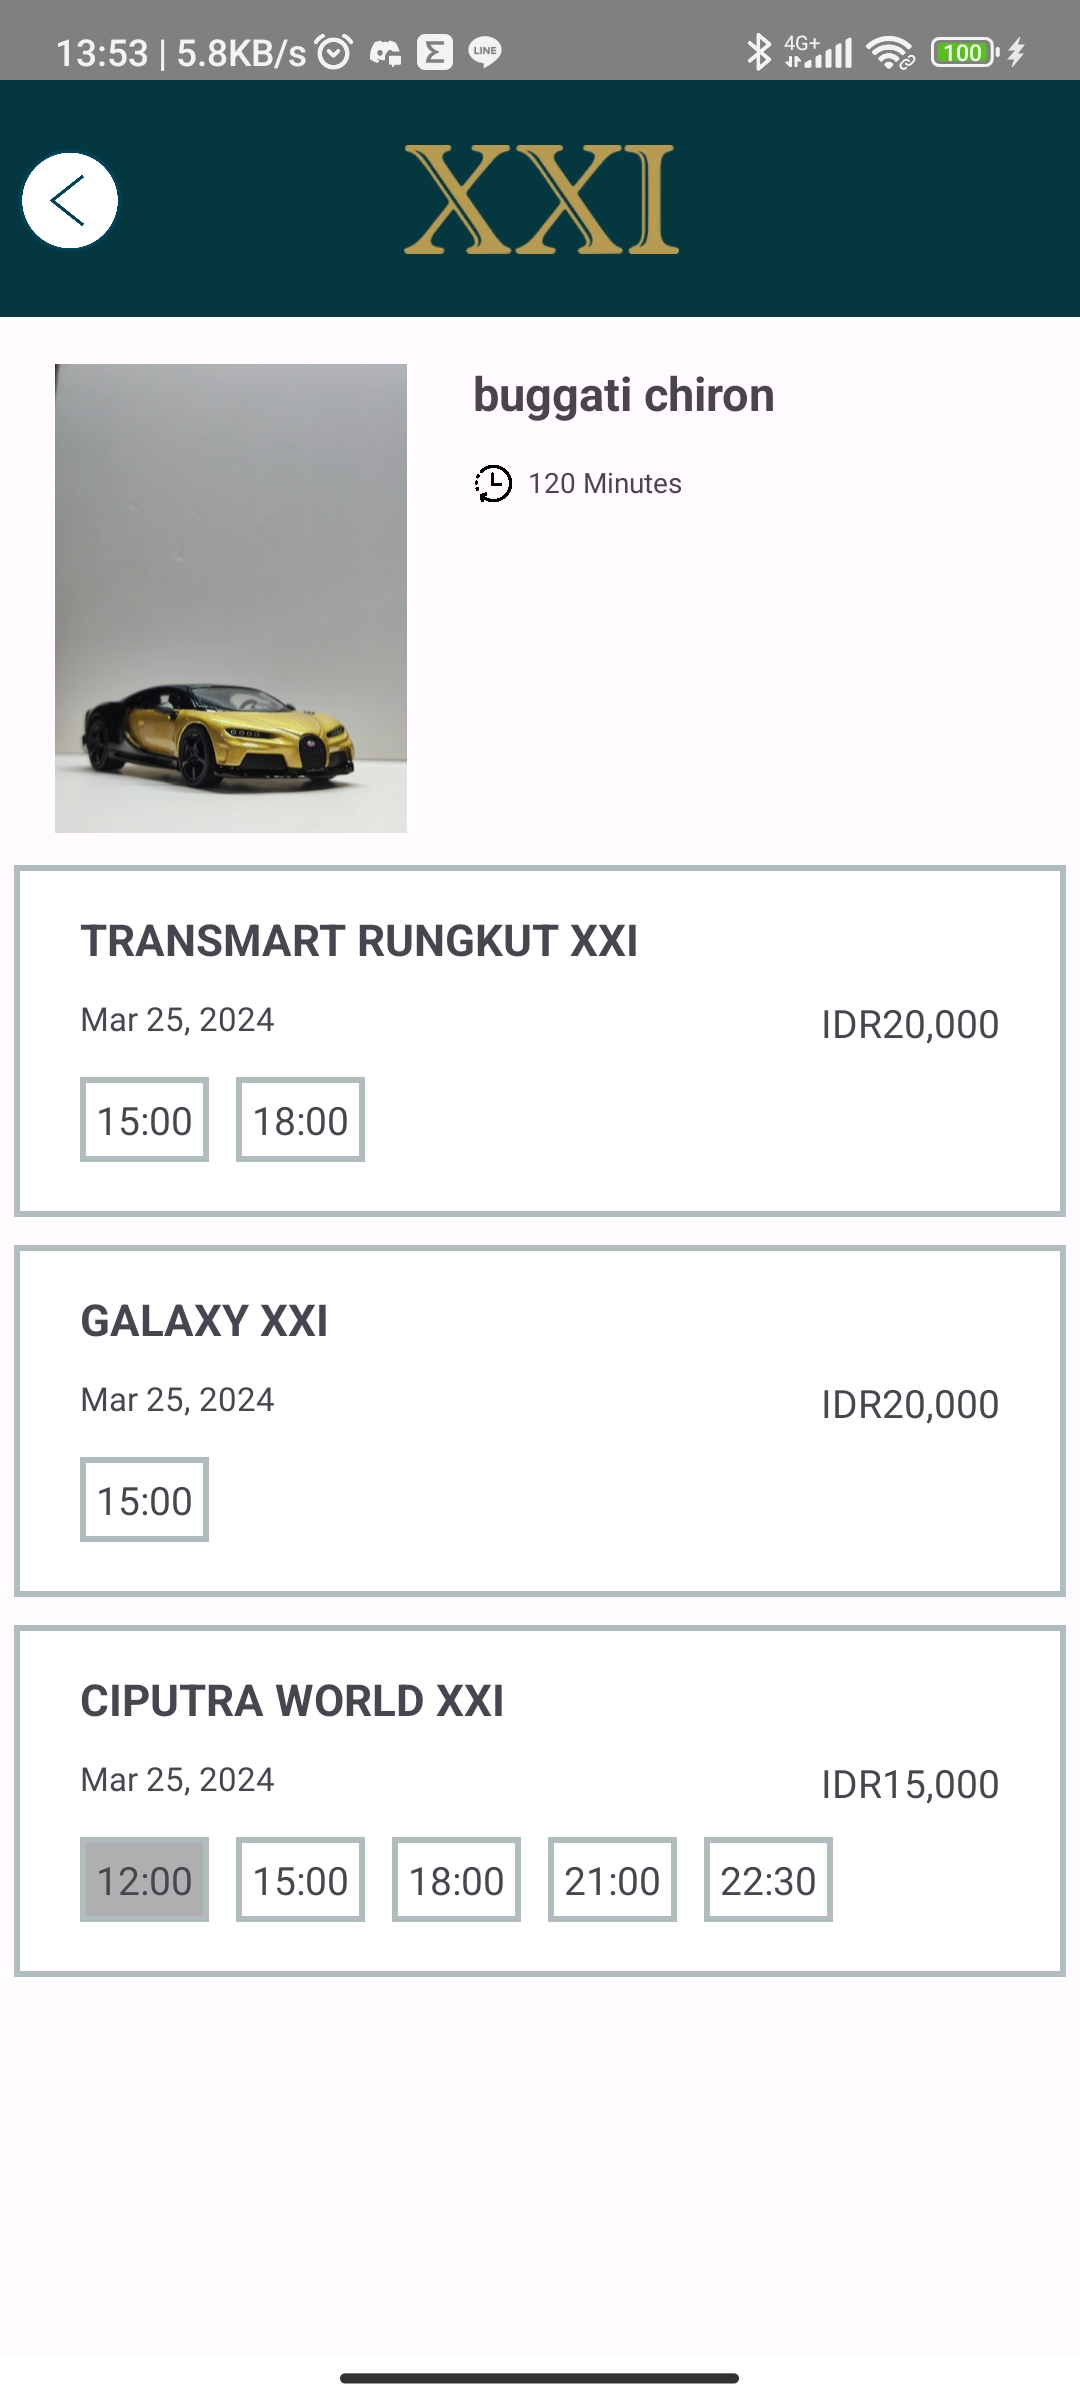 13:53 | 5.8KB/s LINE 4G+ 100
XXI
buggati chiron
120 Minutes
TRANSMART RUNGKUT XXI
Mar 25, 2024 IDR20,000
15:00 18:00
GALAXY XXI
Mar 25, 2024 IDR20,000
15:00
CIPUTRA WORLD XXI
Mar 25, 2024 IDR15,000
12:00 15:00 18:00 21:00 22:30